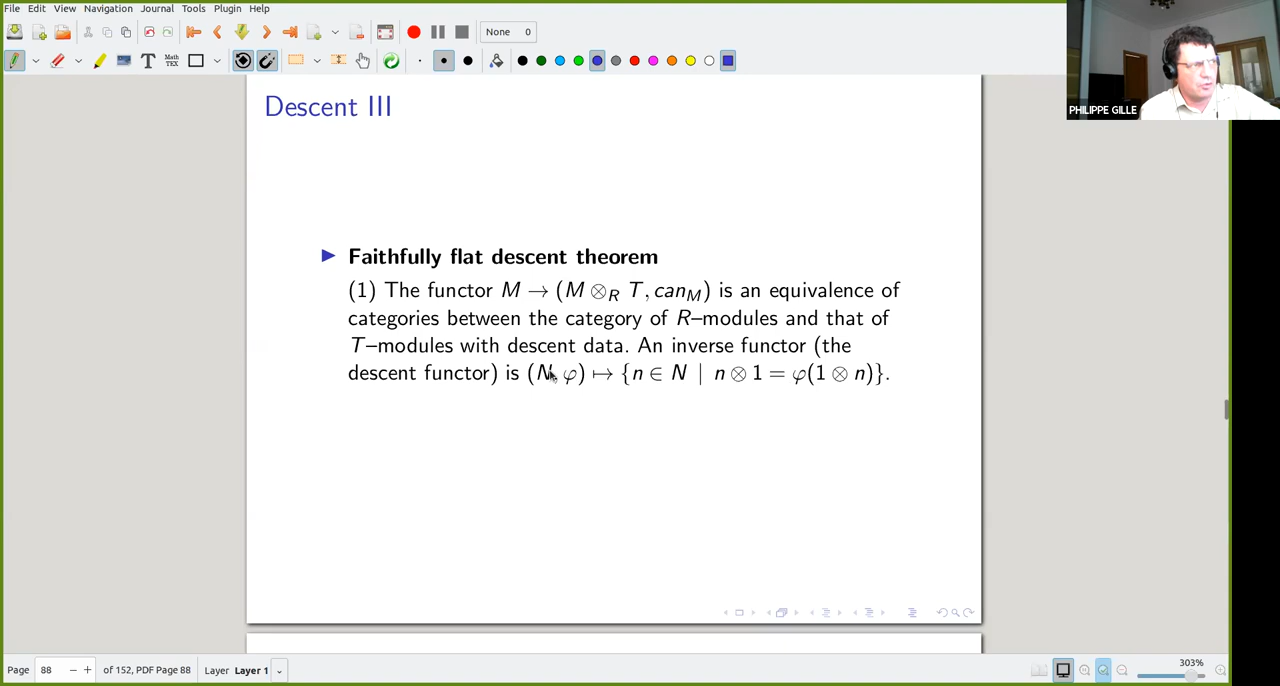 File Edit View Navigation Journal Tools Plugin Help
None 0
T Math TEX
PHILIPPE GILLE
Descent III
▶ Faithfully flat descent theorem
(1) The functor M → (M ⊗_R T, can_M) is an equivalence of
categories between the category of R–modules and that of
T–modules with descent data. An inverse functor (the
descent functor) is (N, φ) ↦ {n ∈ N | n ⊗ 1 = φ(1 ⊗ n)}.
Page 88 − + of 152, PDF Page 88 Layer Layer 1 303%